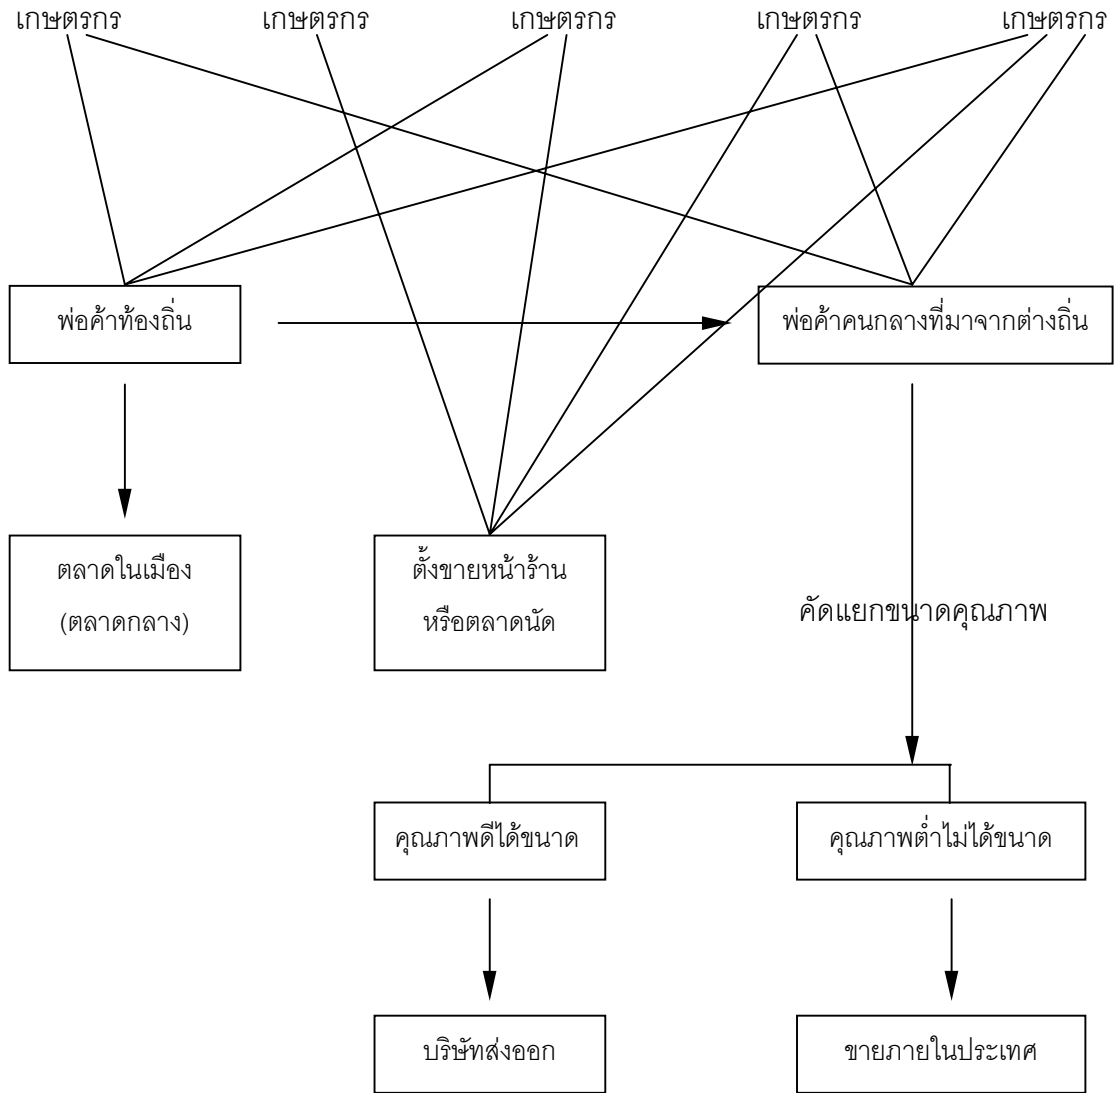 เกษตรกร เกษตรกร เกษตรกร เกษตรกร เกษตรกร
พ่อค้าท้องถิ่น
พ่อค้าคนกลางที่มาจากต่างถิ่น
ตลาดในเมือง
(ตลาดกลาง)
ตั้งขายหน้าร้าน
หรือตลาดนัด
คัดแยกขนาดคุณภาพ
คุณภาพดีได้ขนาด
คุณภาพต่ำไม่ได้ขนาด
บริษัทส่งออก
ขายภายในประเทศ